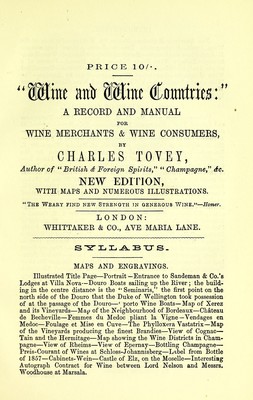 PRICE 10/-.
"Wine and Wine Countries:"
A RECORD AND MANUAL
FOR
WINE MERCHANTS & WINE CONSUMERS,
BY
CHARLES TOVEY,
Author of "British & Foreign Spirits," "Champagne," &c.
NEW EDITION,
WITH MAPS AND NUMEROUS ILLUSTRATIONS.
"THE WEARY FIND NEW STRENGTH IN GENEROUS WINE."—Homer.
LONDON:
WHITTAKER & CO., AVE MARIA LANE.
SYLLABUS.
MAPS AND ENGRAVINGS.
Illustrated Title Page—Portrait—Entrance to Sandeman & Co.'s
Lodges at Villa Nova—Douro Boats sailing up the River; the build-
ing in the centre distance is the "Seminaris," the first point on the
north side of the Douro that the Duke of Wellington took possession
of at the passage of the Douro—'porto Wine Boats—Map of Xerez
and its Vineyards—Map of the Neighbourhood of Bordeaux—Château
de Becheville—Femmes du Medoc pliant la Vigne—Vendages en
Medoc—Foulage et Mise en Cuve—The Phylloxera Vastatrix—Map
of the Vineyards producing the finest Brandies—View of Cognac—
Tain and the Hermitage—Map showing the Wine Districts in Cham-
pagne—View of Rheims—View of Epernay—Bottling Champagne—
Preis-Courant of Wines at Schloss-Johannisberg—Label from Bottle
of 1857—Cabinets-Wein—Castle of Elz, on the Moselle—Interesting
Autograph Contract for Wine between Lord Nelson and Messrs.
Woodhouse at Marsala.